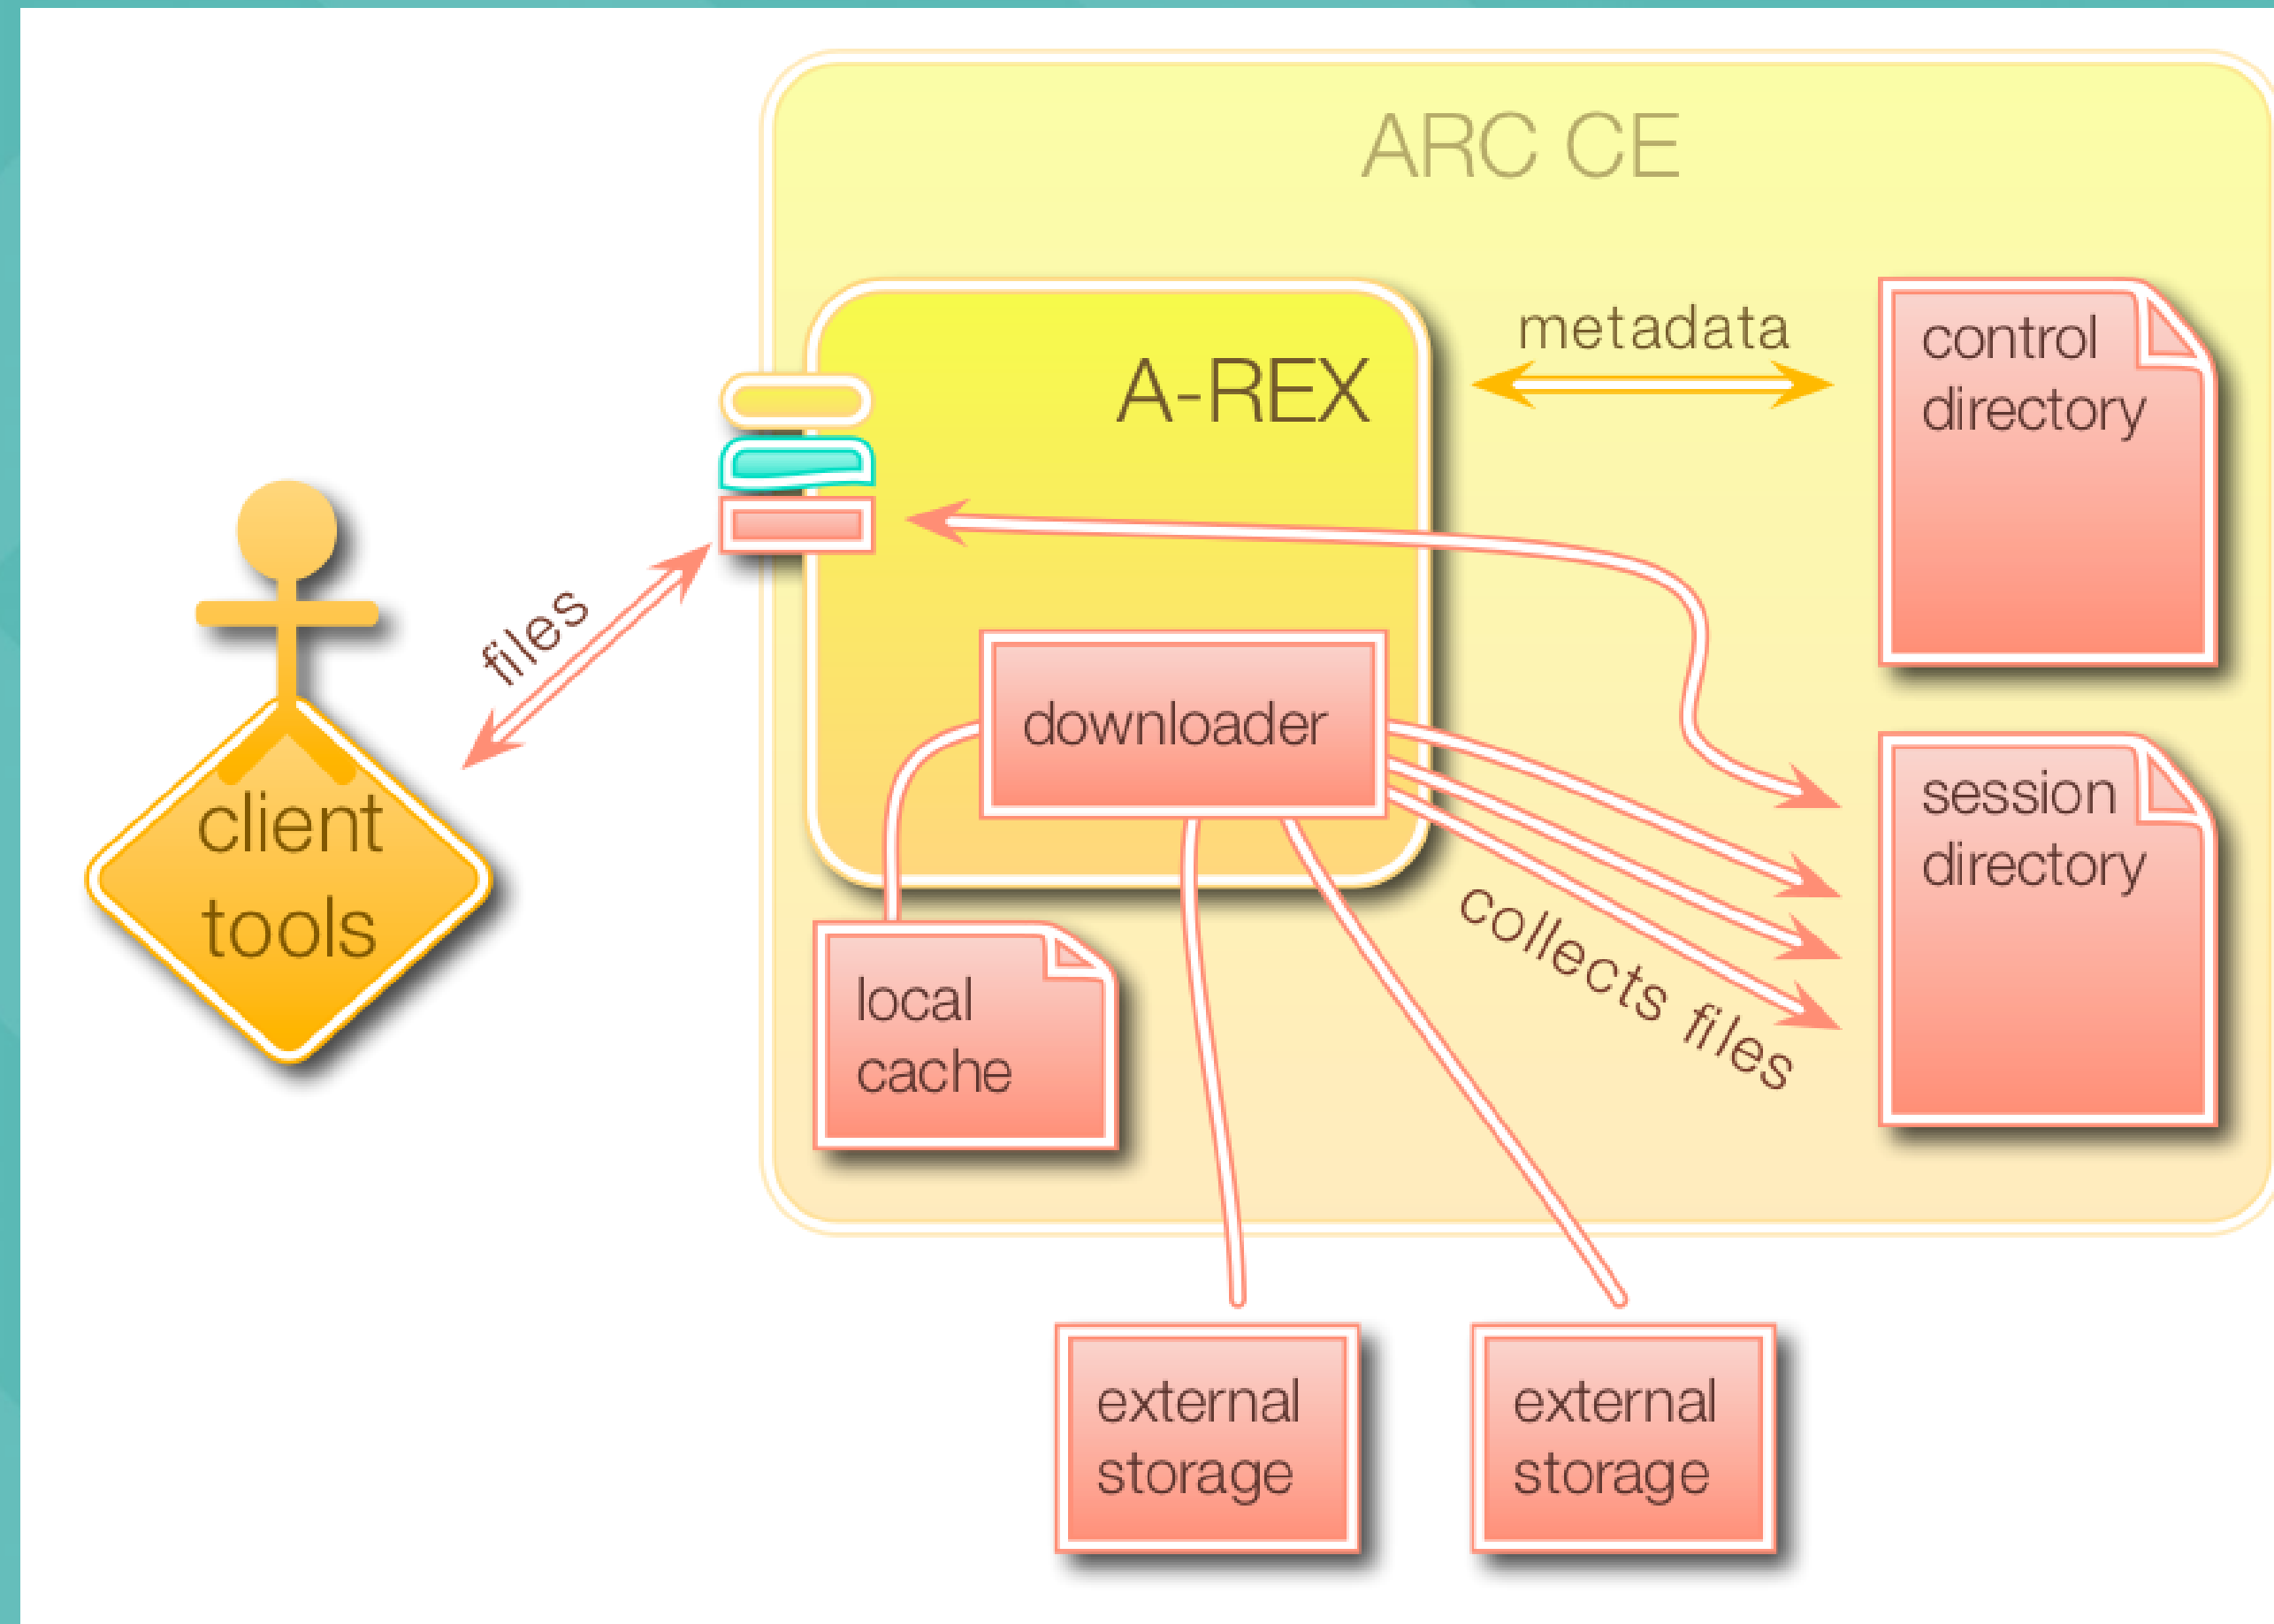 ARC CE
A-REX
metadata
control
directory
files
downloader
session
directory
client
tools
collects files
local
cache
external
storage
external
storage